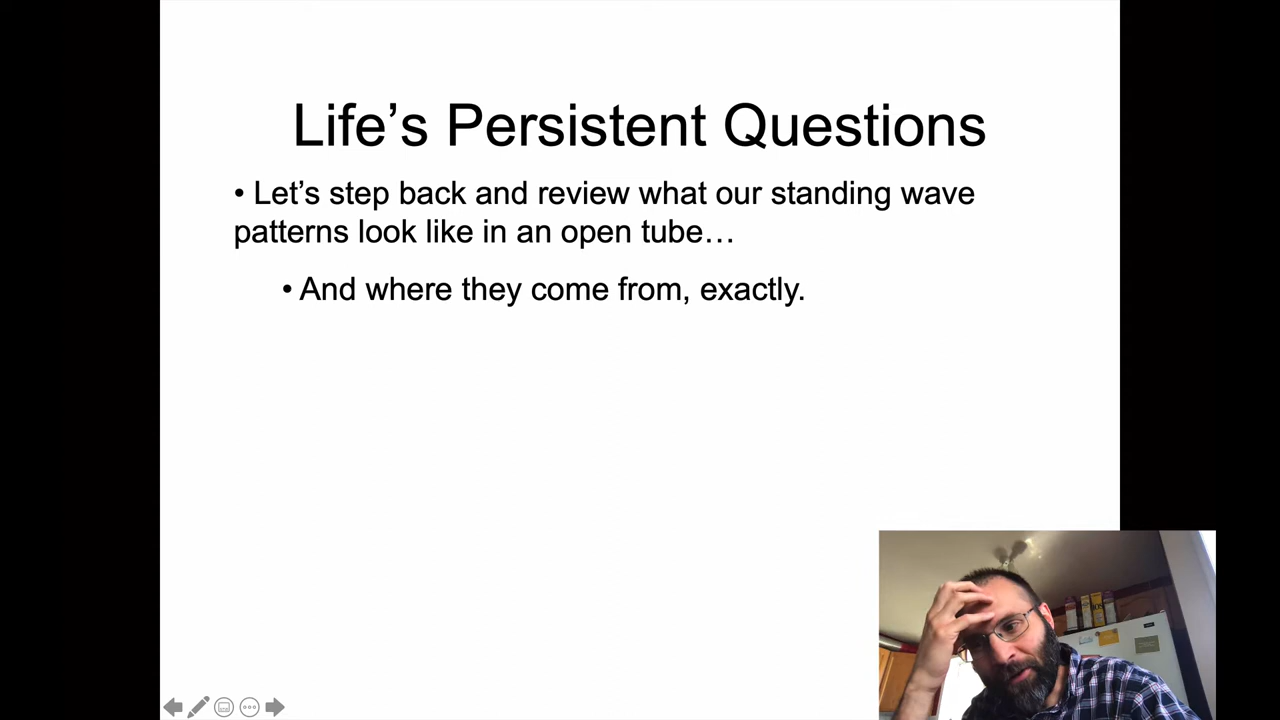 Life’s Persistent Questions
• Let’s step back and review what our standing wave
patterns look like in an open tube…
• And where they come from, exactly.